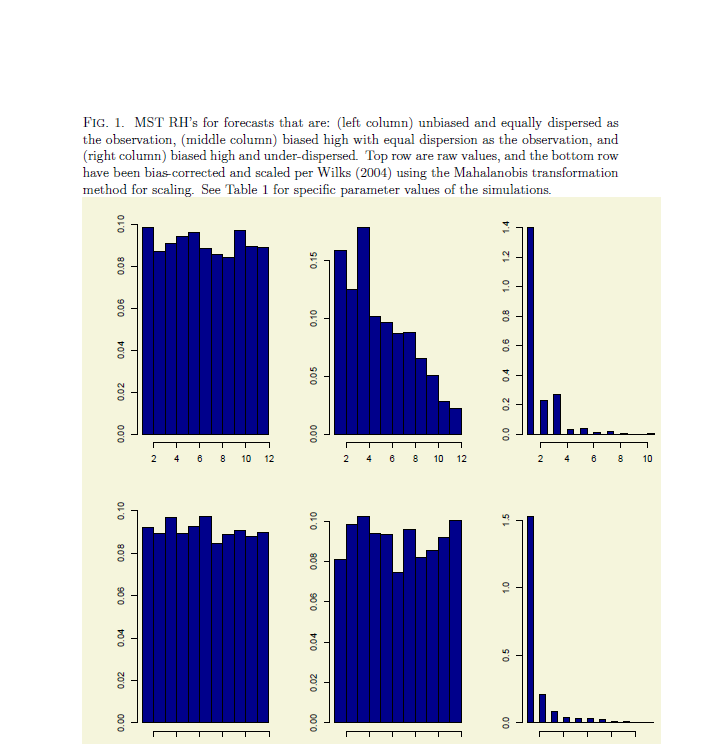 FIG. 1. MST RH's for forecasts that are: (left column) unbiased and equally dispersed as
the observation, (middle column) biased high with equal dispersion as the observation, and
(right column) biased high and under-dispersed. Top row are raw values, and the bottom row
have been bias-corrected and scaled per Wilks (2004) using the Mahalanobis transformation
method for scaling. See Table 1 for specific parameter values of the simulations.
0.00 0.02 0.04 0.06 0.08 0.10
2 4 6 8 10 12
0.00 0.05 0.10 0.15
2 4 6 8 10 12
0.0 0.2 0.4 0.6 0.8 1.0 1.2 1.4
2 4 6 8 10
0.00 0.02 0.04 0.06 0.08 0.10
0.00 0.02 0.04 0.06 0.08 0.10
0.0 0.5 1.0 1.5